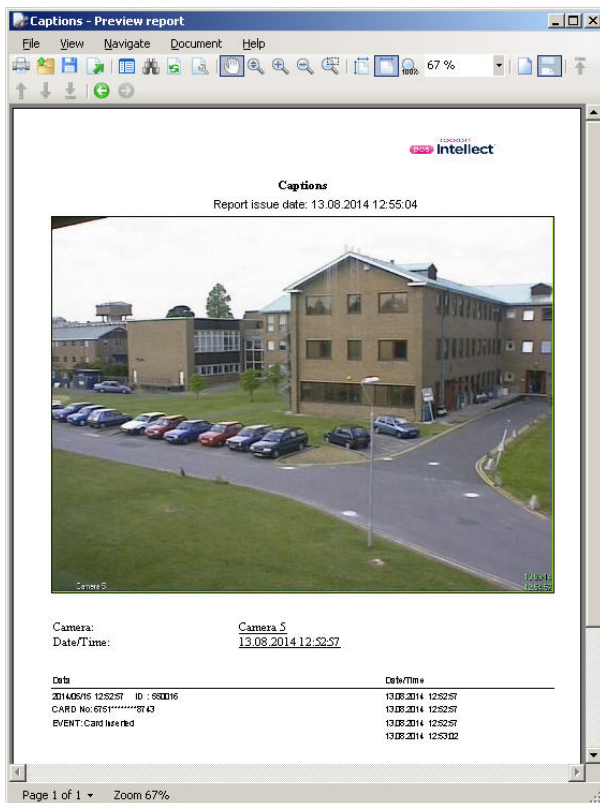 Captions - Preview report
File View Navigate Document Help
100% 67 %
pos Intellect
Captions
Report issue date: 13.08.2014 12:55:04
Camera 5
Camera: Camera 5
Date/Time: 13.08.2014 12:52:57
Data Date/Time
2014/05/15 12:52:57 ID : 550016 13.08.2014 12:52:57
CARD No: 6751********8743 13.08.2014 12:52:57
EVENT: Card Inserted 13.08.2014 12:52:57
13.08.2014 12:53:02
Page 1 of 1 Zoom 67%